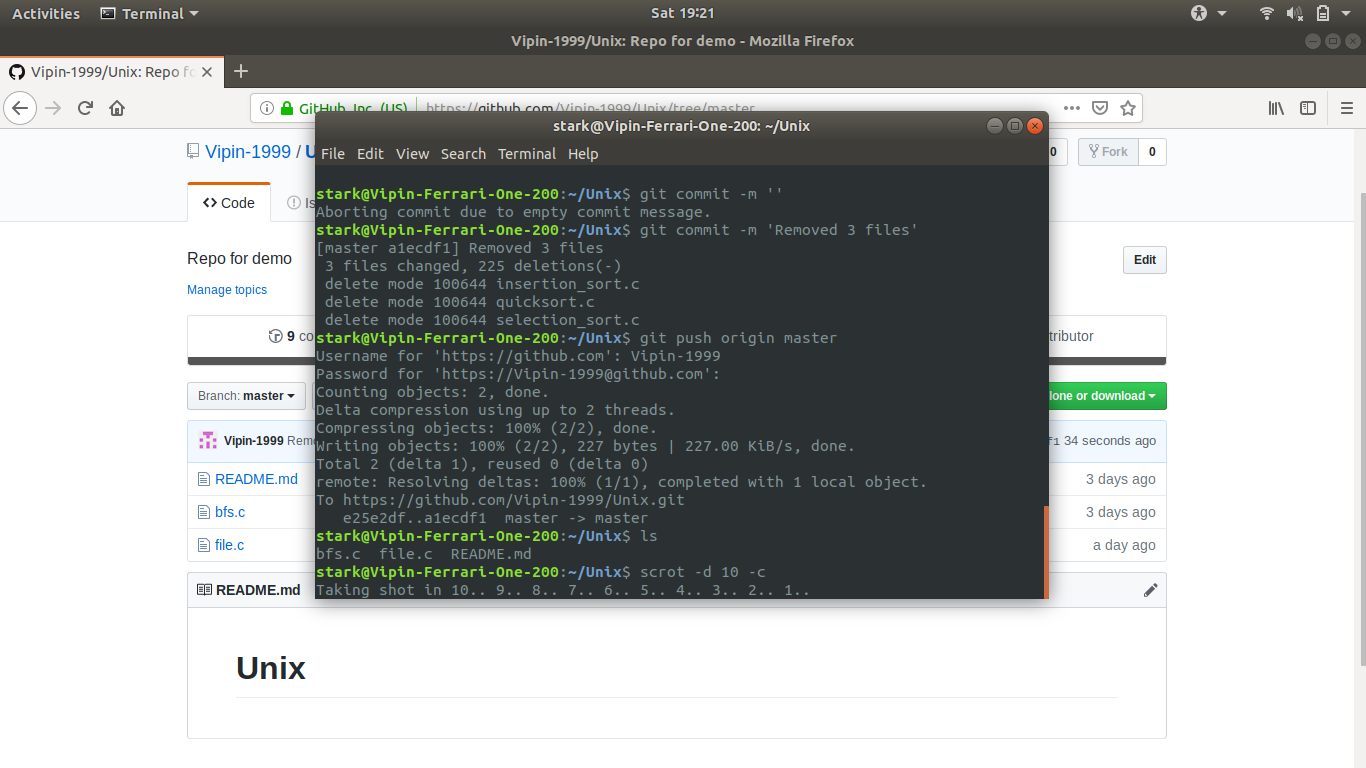 Activities Terminal Sat 19:21
Vipin-1999/Unix: Repo for demo - Mozilla Firefox
Vipin-1999/Unix: Repo fo
GitHub, Inc. (US) https://github.com/Vipin-1999/Unix/tree/master
stark@Vipin-Ferrari-One-200: ~/Unix
File Edit View Search Terminal Help
Vipin-1999 / U 0 Fork 0
Code Is
Repo for demo Edit
Manage topics
9 co tributor
Branch: master lone or download
Vipin-1999 Remo f1 34 seconds ago
README.md 3 days ago
bfs.c 3 days ago
file.c a day ago
stark@Vipin-Ferrari-One-200:~/Unix$ git commit -m ''
Aborting commit due to empty commit message.
stark@Vipin-Ferrari-One-200:~/Unix$ git commit -m 'Removed 3 files'
[master a1ecdf1] Removed 3 files
 3 files changed, 225 deletions(-)
 delete mode 100644 insertion_sort.c
 delete mode 100644 quicksort.c
 delete mode 100644 selection_sort.c
stark@Vipin-Ferrari-One-200:~/Unix$ git push origin master
Username for 'https://github.com': Vipin-1999
Password for 'https://Vipin-1999@github.com':
Counting objects: 2, done.
Delta compression using up to 2 threads.
Compressing objects: 100% (2/2), done.
Writing objects: 100% (2/2), 227 bytes | 227.00 KiB/s, done.
Total 2 (delta 1), reused 0 (delta 0)
remote: Resolving deltas: 100% (1/1), completed with 1 local object.
To https://github.com/Vipin-1999/Unix.git
   e25e2df..a1ecdf1  master -> master
stark@Vipin-Ferrari-One-200:~/Unix$ ls
bfs.c  file.c  README.md
stark@Vipin-Ferrari-One-200:~/Unix$ scrot -d 10 -c
Taking shot in 10.. 9.. 8.. 7.. 6.. 5.. 4.. 3.. 2.. 1..
README.md
Unix